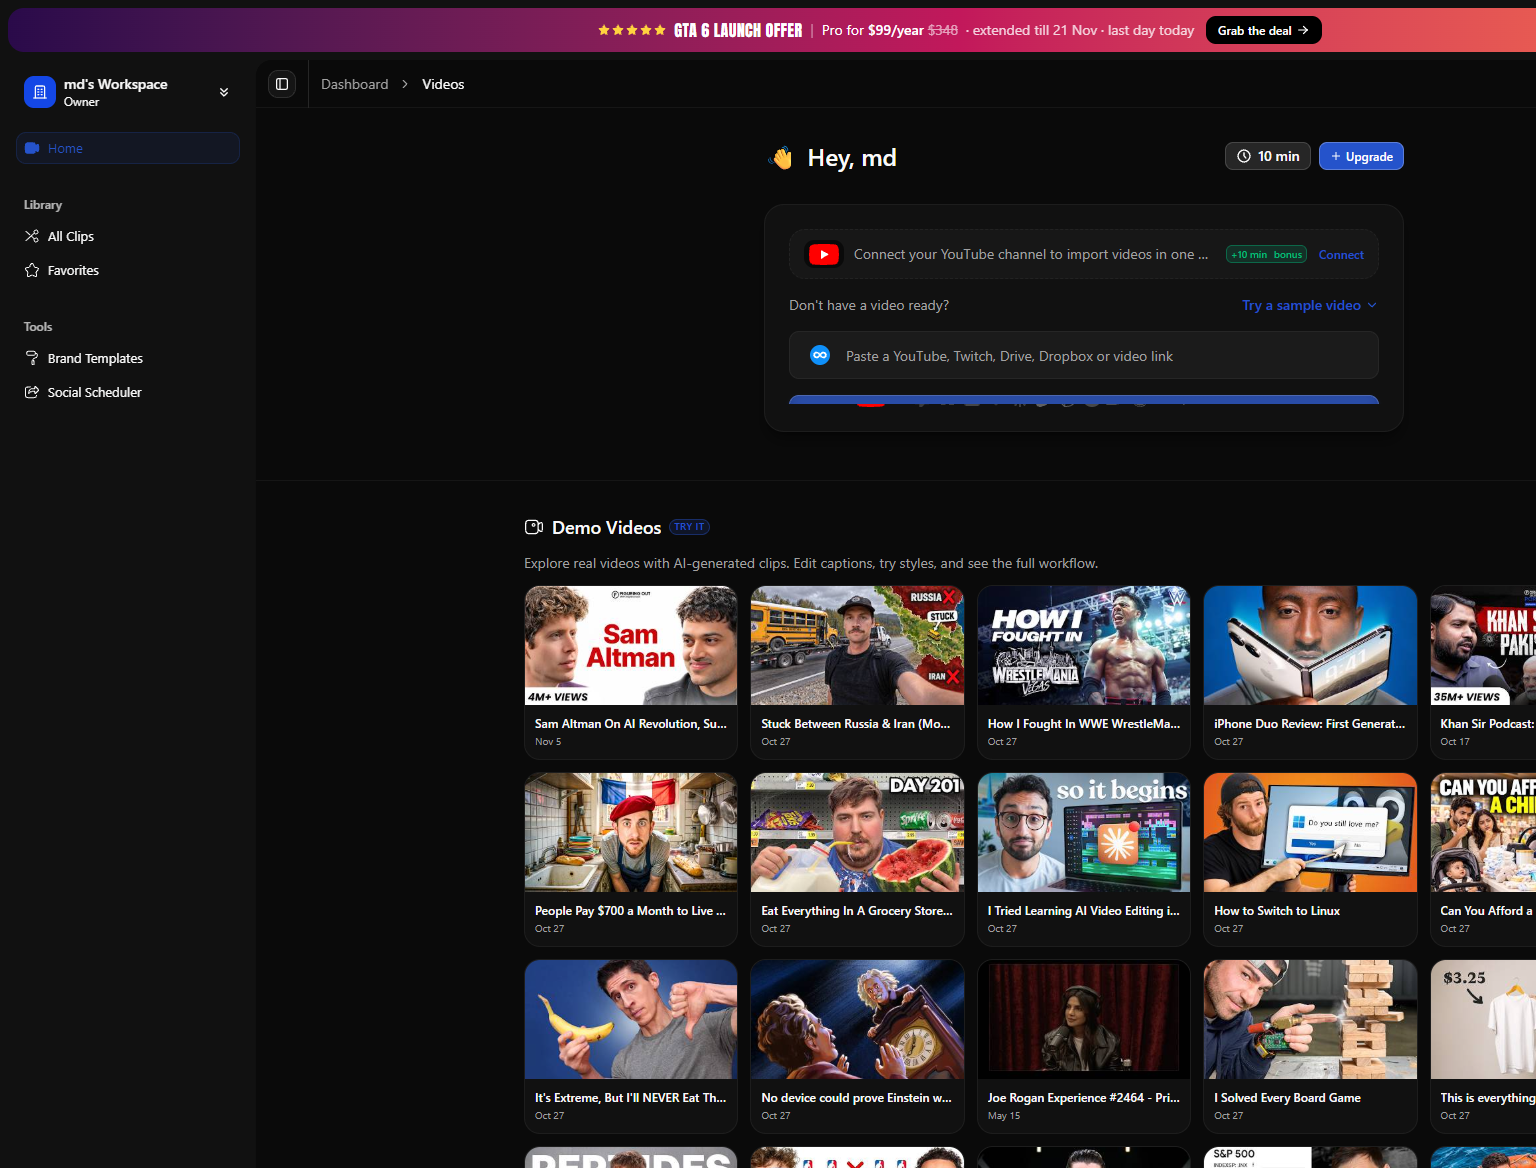 GTA 6 LAUNCH OFFER | Pro for $99/year $348 · extended till 21 Nov · last day today Grab the deal →
md's Workspace
Owner
Dashboard > Videos
Home
Hey, md
10 min
+ Upgrade
Library
All Clips
Favorites
Connect your YouTube channel to import videos in one ...
+10 min bonus
Connect
Don't have a video ready?
Try a sample video
Tools
Brand Templates
Social Scheduler
Paste a YouTube, Twitch, Drive, Dropbox or video link
Demo Videos TRY IT
Explore real videos with AI-generated clips. Edit captions, try styles, and see the full workflow.
FIGURING OUT
Sam
Altman
4M+ VIEWS
RUSSIA
STUCK
IRAN
HOW I
FOUGHT IN
WRESTLEMANIA
VEGAS
9:41
KHAN S
PAKIS
35M+ VIEWS
Sam Altman On AI Revolution, Su...
Nov 5
Stuck Between Russia & Iran (Mo...
Oct 27
How I Fought In WWE WrestleMa...
Oct 27
iPhone Duo Review: First Generat...
Oct 27
Khan Sir Podcast:
Oct 17
DAY 201
so it begins
Do you still love me?
Yes
No
CAN YOU AFF
A CHI
People Pay $700 a Month to Live ...
Oct 27
Eat Everything In A Grocery Store...
Oct 27
I Tried Learning AI Video Editing i...
Oct 27
How to Switch to Linux
Oct 27
Can You Afford a
Oct 27
$3.25
It's Extreme, But I'll NEVER Eat Th...
Oct 27
No device could prove Einstein w...
Oct 27
Joe Rogan Experience #2464 - Pri...
May 15
I Solved Every Board Game
Oct 27
This is everything
Oct 27
PEPTIDES
S&P 500